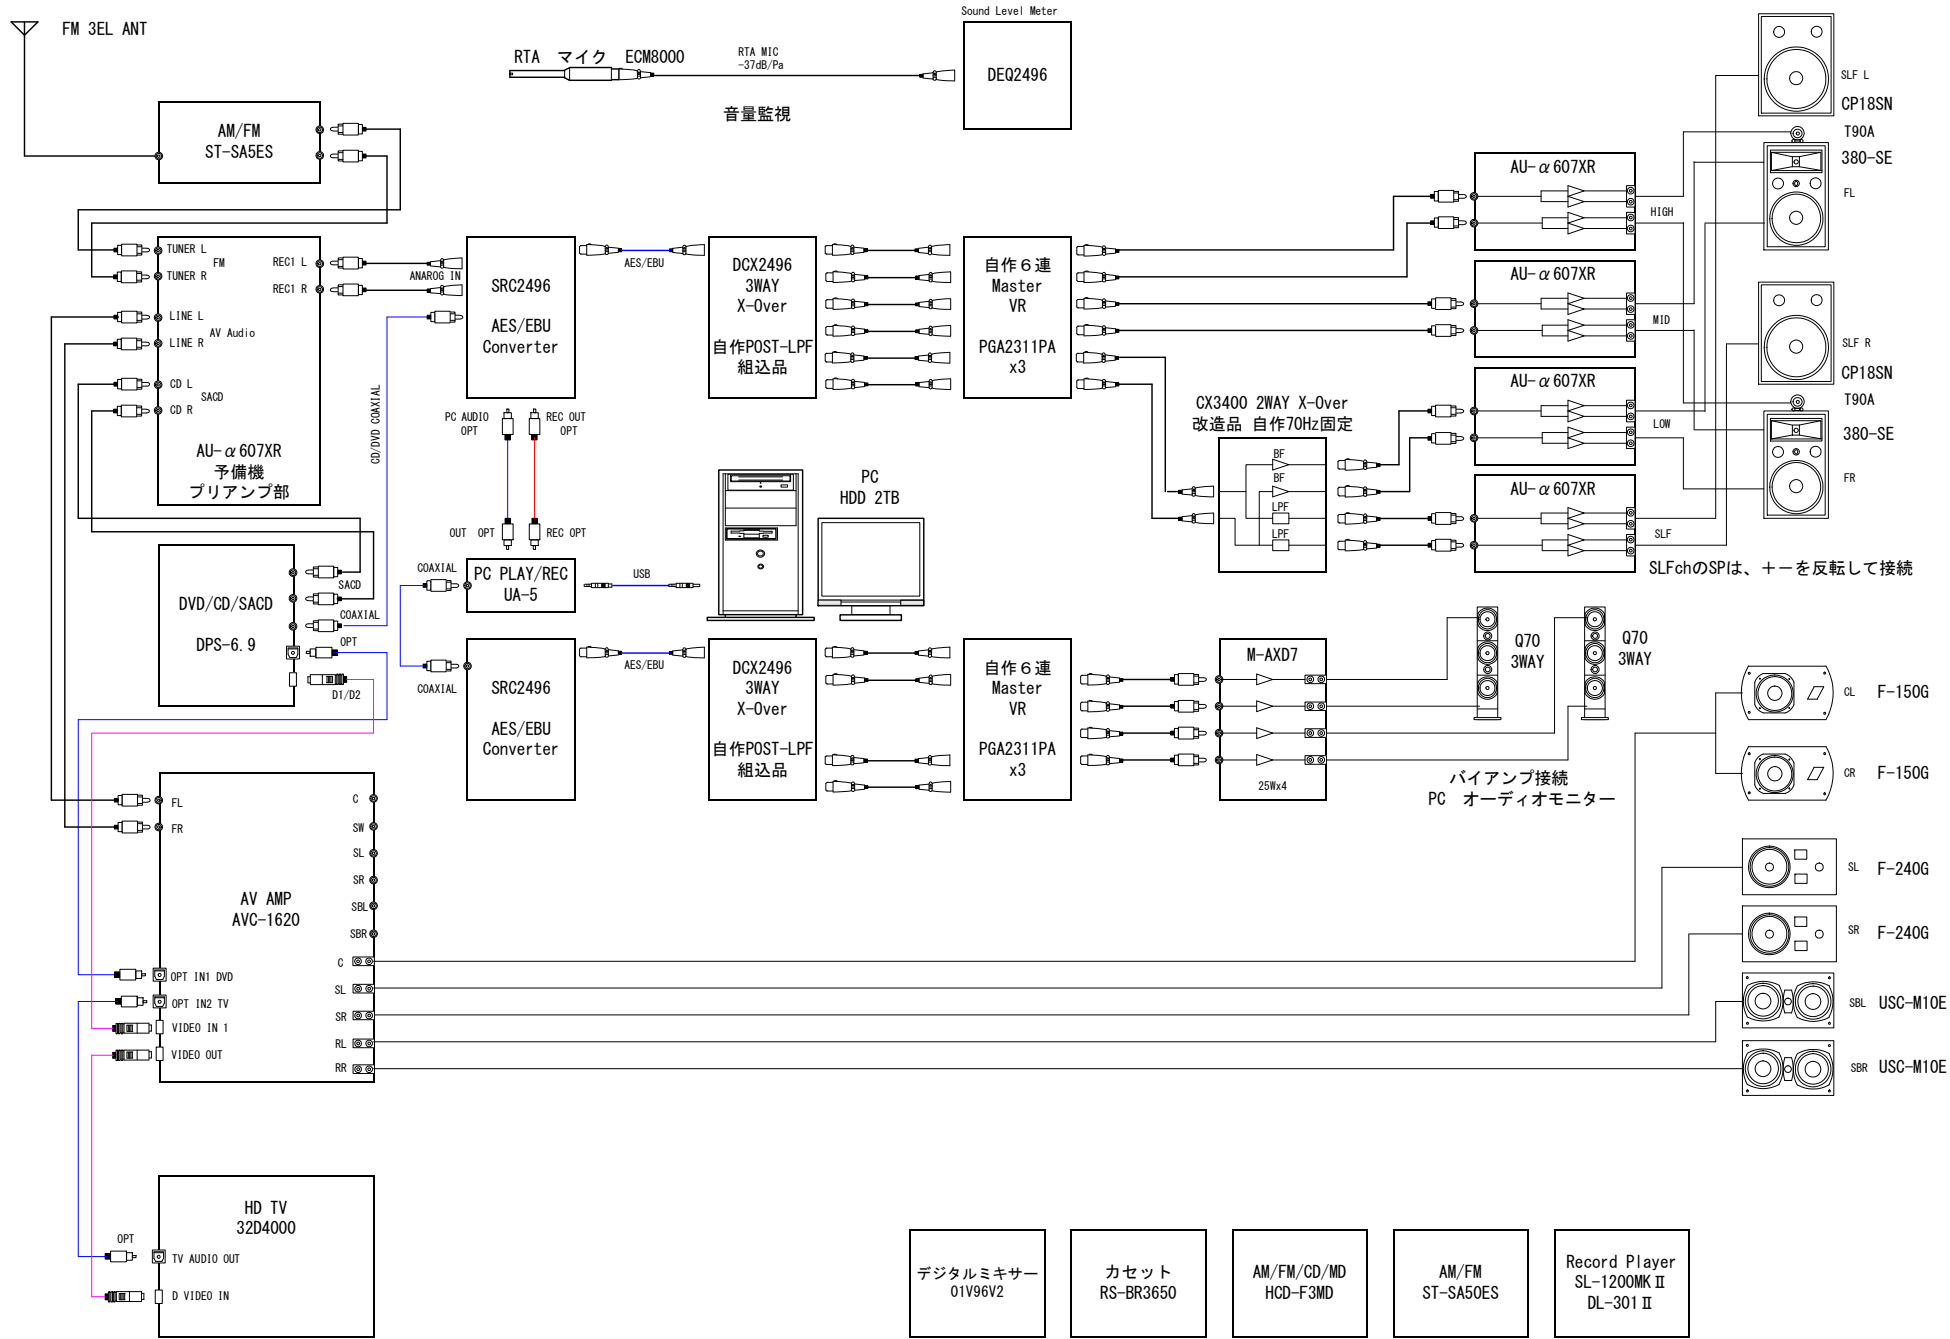 FM 3EL ANT
Sound Level Meter
RTA マイク ECM8000
RTA MIC
-37dB/Pa
DEQ2496
音量監視
AM/FM
ST-SA5ES
TUNER L
FM
TUNER R
REC1 L
REC1 R
LINE L
AV Audio
LINE R
CD L
SACD
CD R
AU-α607XR
予備機
プリアンプ部
ANAROG IN
CD/DVD COAXIAL
SRC2496
AES/EBU
Converter
AES/EBU
DCX2496
3WAY
X-Over
自作POST-LPF
組込品
自作6連
Master
VR
PGA2311PA
x3
CX3400 2WAY X-Over
改造品 自作70Hz固定
BF
BF
LPF
LPF
AU-α607XR
HIGH
AU-α607XR
MID
AU-α607XR
LOW
AU-α607XR
SLF
SLF L
CP18SN
T90A
380-SE
FL
SLF R
CP18SN
T90A
380-SE
FR
SLFchのSPは、+-を反転して接続
PC AUDIO
OPT
REC OUT
OPT
OUT OPT
REC OPT
PC
HDD 2TB
COAXIAL
PC PLAY/REC
UA-5
USB
DVD/CD/SACD
DPS-6.9
SACD
COAXIAL
OPT
D1/D2
COAXIAL
SRC2496
AES/EBU
Converter
AES/EBU
DCX2496
3WAY
X-Over
自作POST-LPF
組込品
自作6連
Master
VR
PGA2311PA
x3
M-AXD7
25Wx4
Q70
3WAY
Q70
3WAY
バイアンプ接続
PC オーディオモニター
CL F-150G
CR F-150G
SL F-240G
SR F-240G
SBL USC-M10E
SBR USC-M10E
FL
FR
C
SW
SL
SR
SBL
SBR
AV AMP
AVC-1620
C
SL
SR
RL
RR
OPT IN1 DVD
OPT IN2 TV
VIDEO IN 1
VIDEO OUT
HD TV
32D4000
OPT
TV AUDIO OUT
D VIDEO IN
デジタルミキサー
01V96V2
カセット
RS-BR3650
AM/FM/CD/MD
HCD-F3MD
AM/FM
ST-SA50ES
Record Player
SL-1200MKⅡ
DL-301Ⅱ